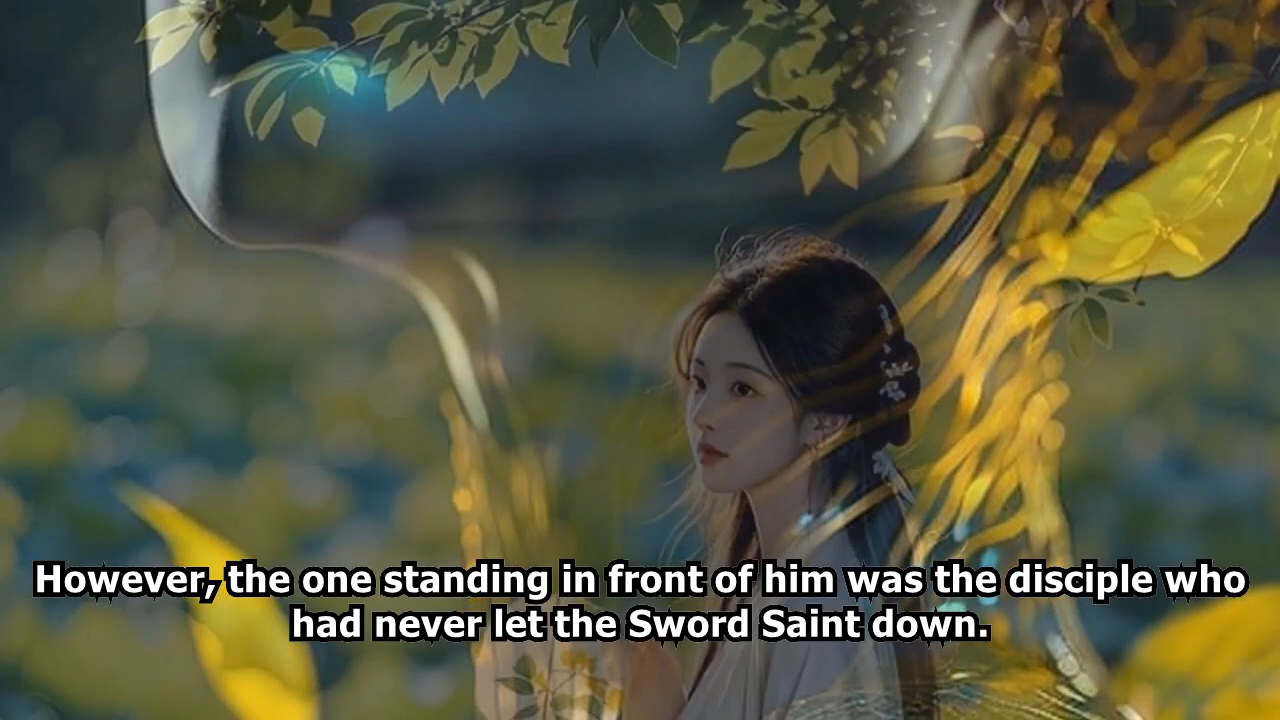 However, the one standing in front of him was the disciple who
had never let the Sword Saint down.